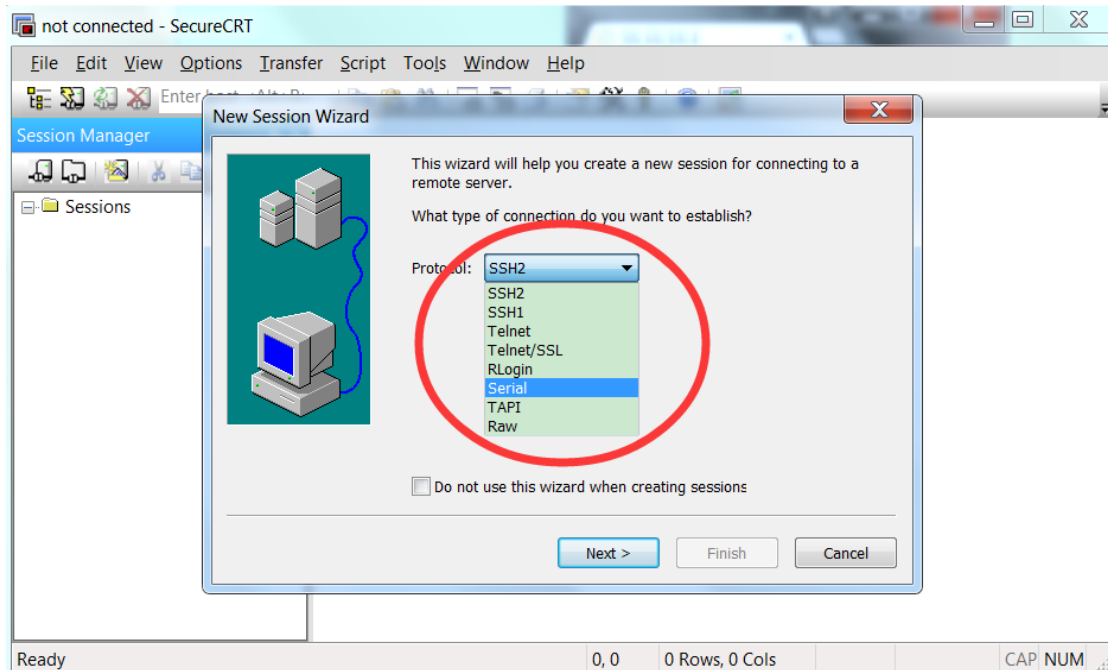 not connected - SecureCRT
File Edit View Options Transfer Script Tools Window Help
Enter host <Alt+R>
Session Manager
New Session Wizard
Sessions
This wizard will help you create a new session for connecting to a
remote server.
What type of connection do you want to establish?
Protocol: SSH2
SSH2
SSH1
Telnet
Telnet/SSL
RLogin
Serial
TAPI
Raw
Do not use this wizard when creating sessions
Next > Finish Cancel
Ready 0, 0 0 Rows, 0 Cols CAP NUM